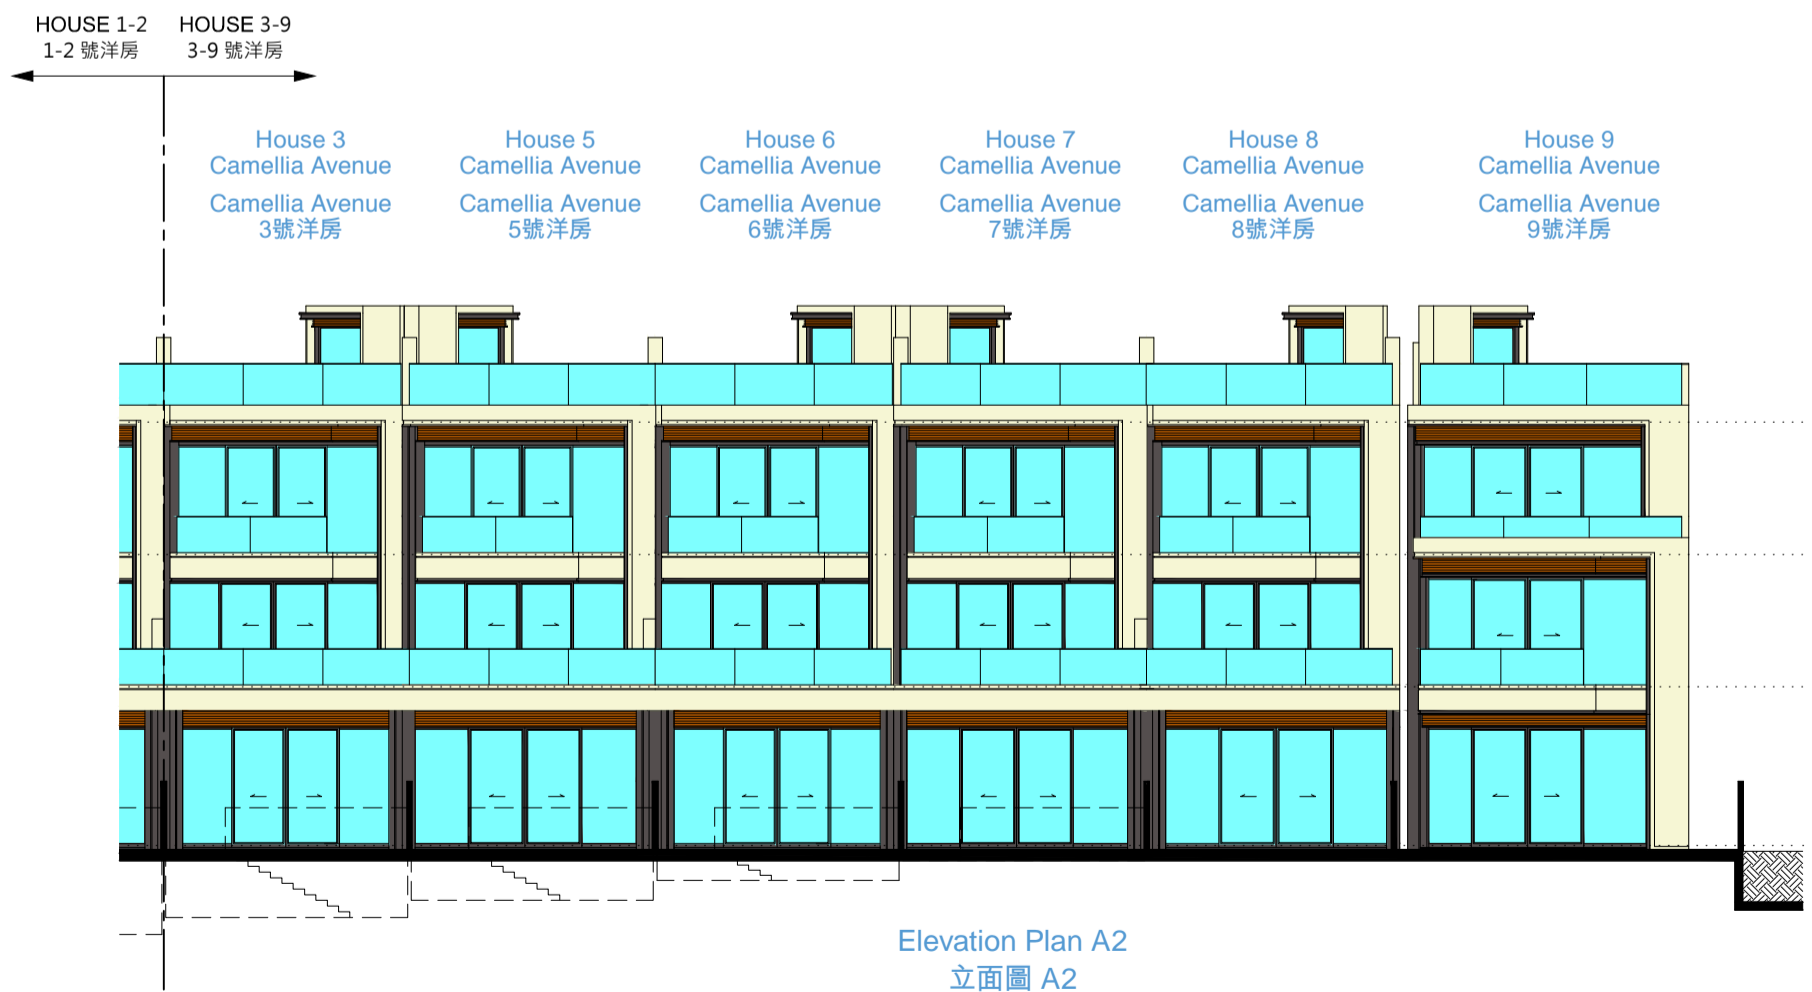 HOUSE 1-2
1-2 號洋房
HOUSE 3-9
3-9 號洋房
House 3
Camellia Avenue
Camellia Avenue
3號洋房
House 5
Camellia Avenue
Camellia Avenue
5號洋房
House 6
Camellia Avenue
Camellia Avenue
6號洋房
House 7
Camellia Avenue
Camellia Avenue
7號洋房
House 8
Camellia Avenue
Camellia Avenue
8號洋房
House 9
Camellia Avenue
Camellia Avenue
9號洋房
Elevation Plan A2
立面圖 A2